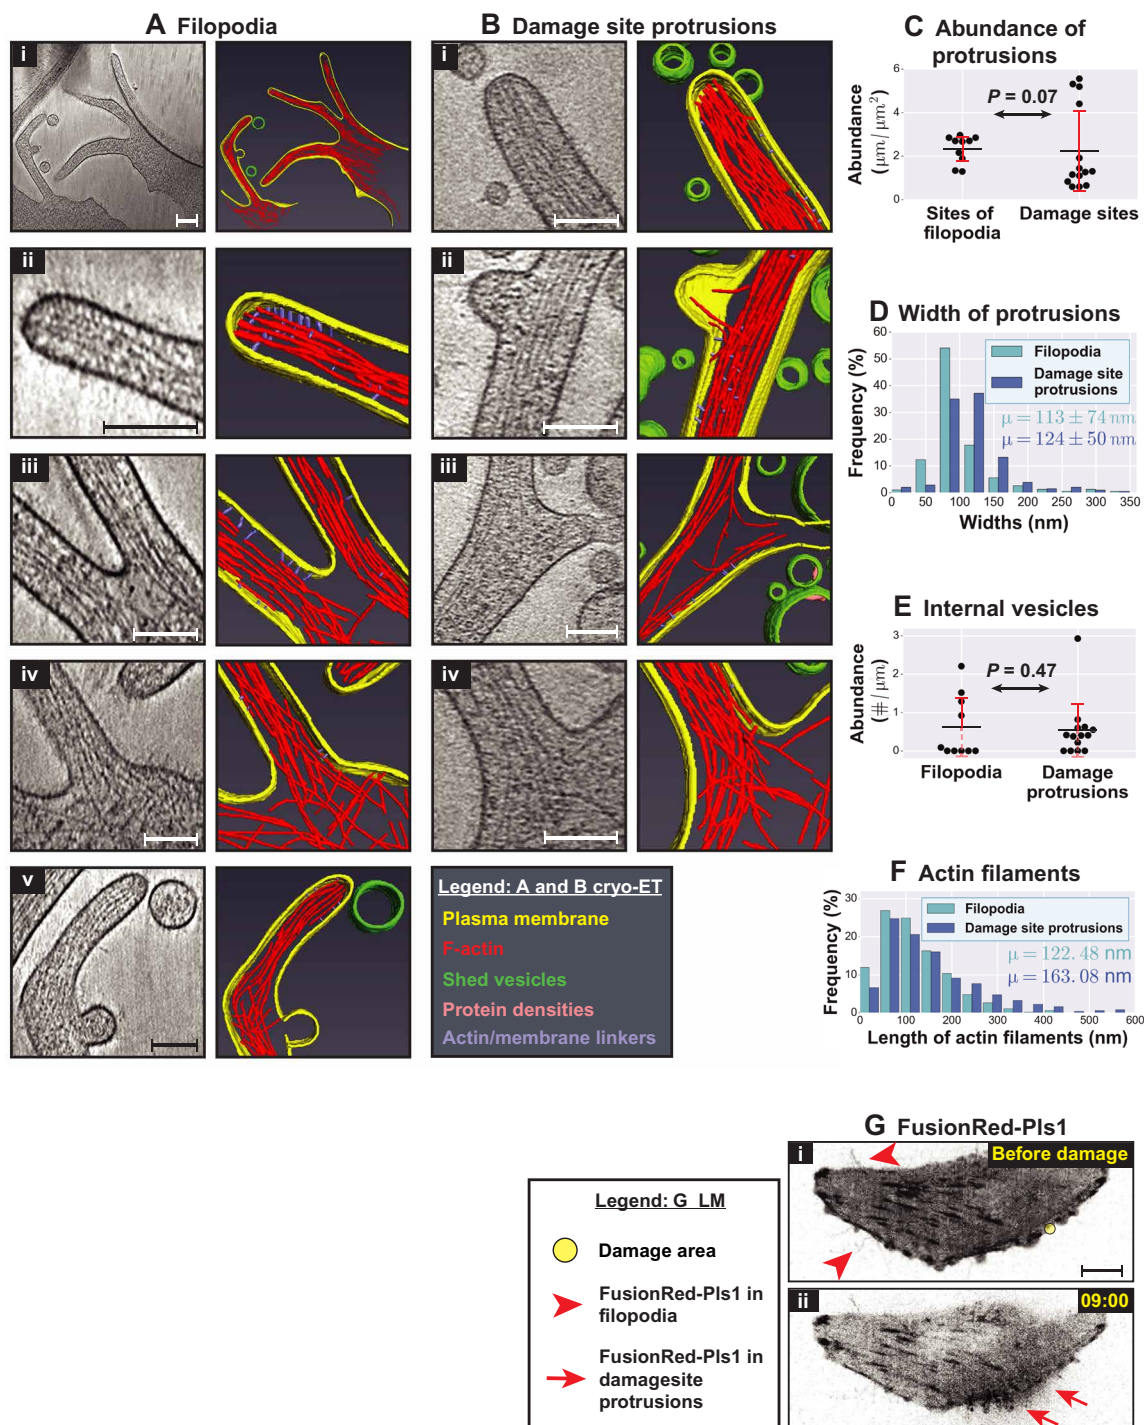 A Filopodia
B Damage site protrusions
i
ii
iii
iv
v
i
ii
iii
iv
Legend: A and B cryo-ET
Plasma membrane
F-actin
Shed vesicles
Protein densities
Actin/membrane linkers
C Abundance of
protrusions
Abundance
(μm/μm²)
6
4
2
0
P = 0.07
Sites of
filopodia
Damage sites
D Width of protrusions
Frequency (%)
60
50
40
30
20
10
0
Filopodia
Damage site
protrusions
μ = 113 ± 74 nm
μ = 124 ± 50 nm
0 50 100 150 200 250 300 350
Widths (nm)
E Internal vesicles
Abundance
(#/μm)
3
2
1
0
P = 0.47
Filopodia
Damage
protrusions
F Actin filaments
Frequency (%)
30
20
10
0
Filopodia
Damage site protrusions
μ = 122.48 nm
μ = 163.08 nm
0 100 200 300 400 500 600
Length of actin filaments (nm)
G FusionRed-Pls1
i
Before damage
ii
09:00
Legend: G LM
Damage area
FusionRed-Pls1 in
filopodia
FusionRed-Pls1 in
damagesite
protrusions